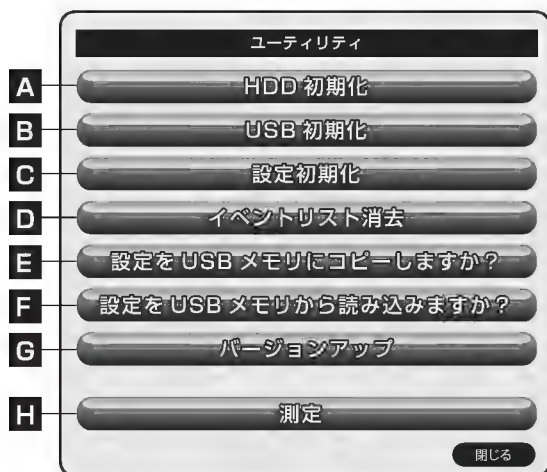 ユーティリティ
A HDD 初期化
B USB 初期化
C 設定初期化
D イベントリスト消去
E 設定を USB メモリにコピーしますか？
F 設定を USB メモリから読み込みますか？
G バージョンアップ
H 測定
閉じる